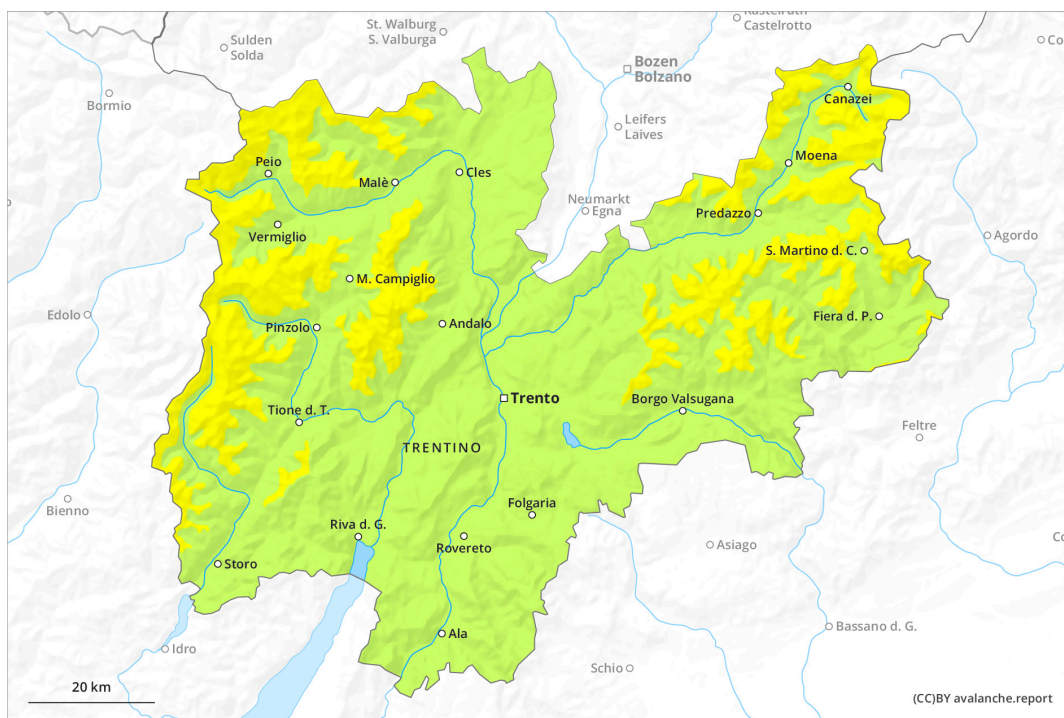 Kastelruth
Castelrotto
St. Walburg
S. Valburga
Sulden
Solda
Co
Bozen
Bolzano
Bormio
Canazei
Leifers
Laives
Moena
Peio
Malè
Cles
Neumarkt
Egna
Predazzo
Vermiglio
Agordo
S. Martino d. C.
M. Campiglio
Edolo
Pinzolo
Andalo
Fiera d. P.
Trento
Borgo Valsugana
Tione d. T.
Feltre
TRENTINO
Bienno
Folgaria
Riva d. G.
Rovereto
Asiago
Co
Storo
Ala
Bassano d. G.
Idro
Schio
20 km
(CC)BY avalanche.report